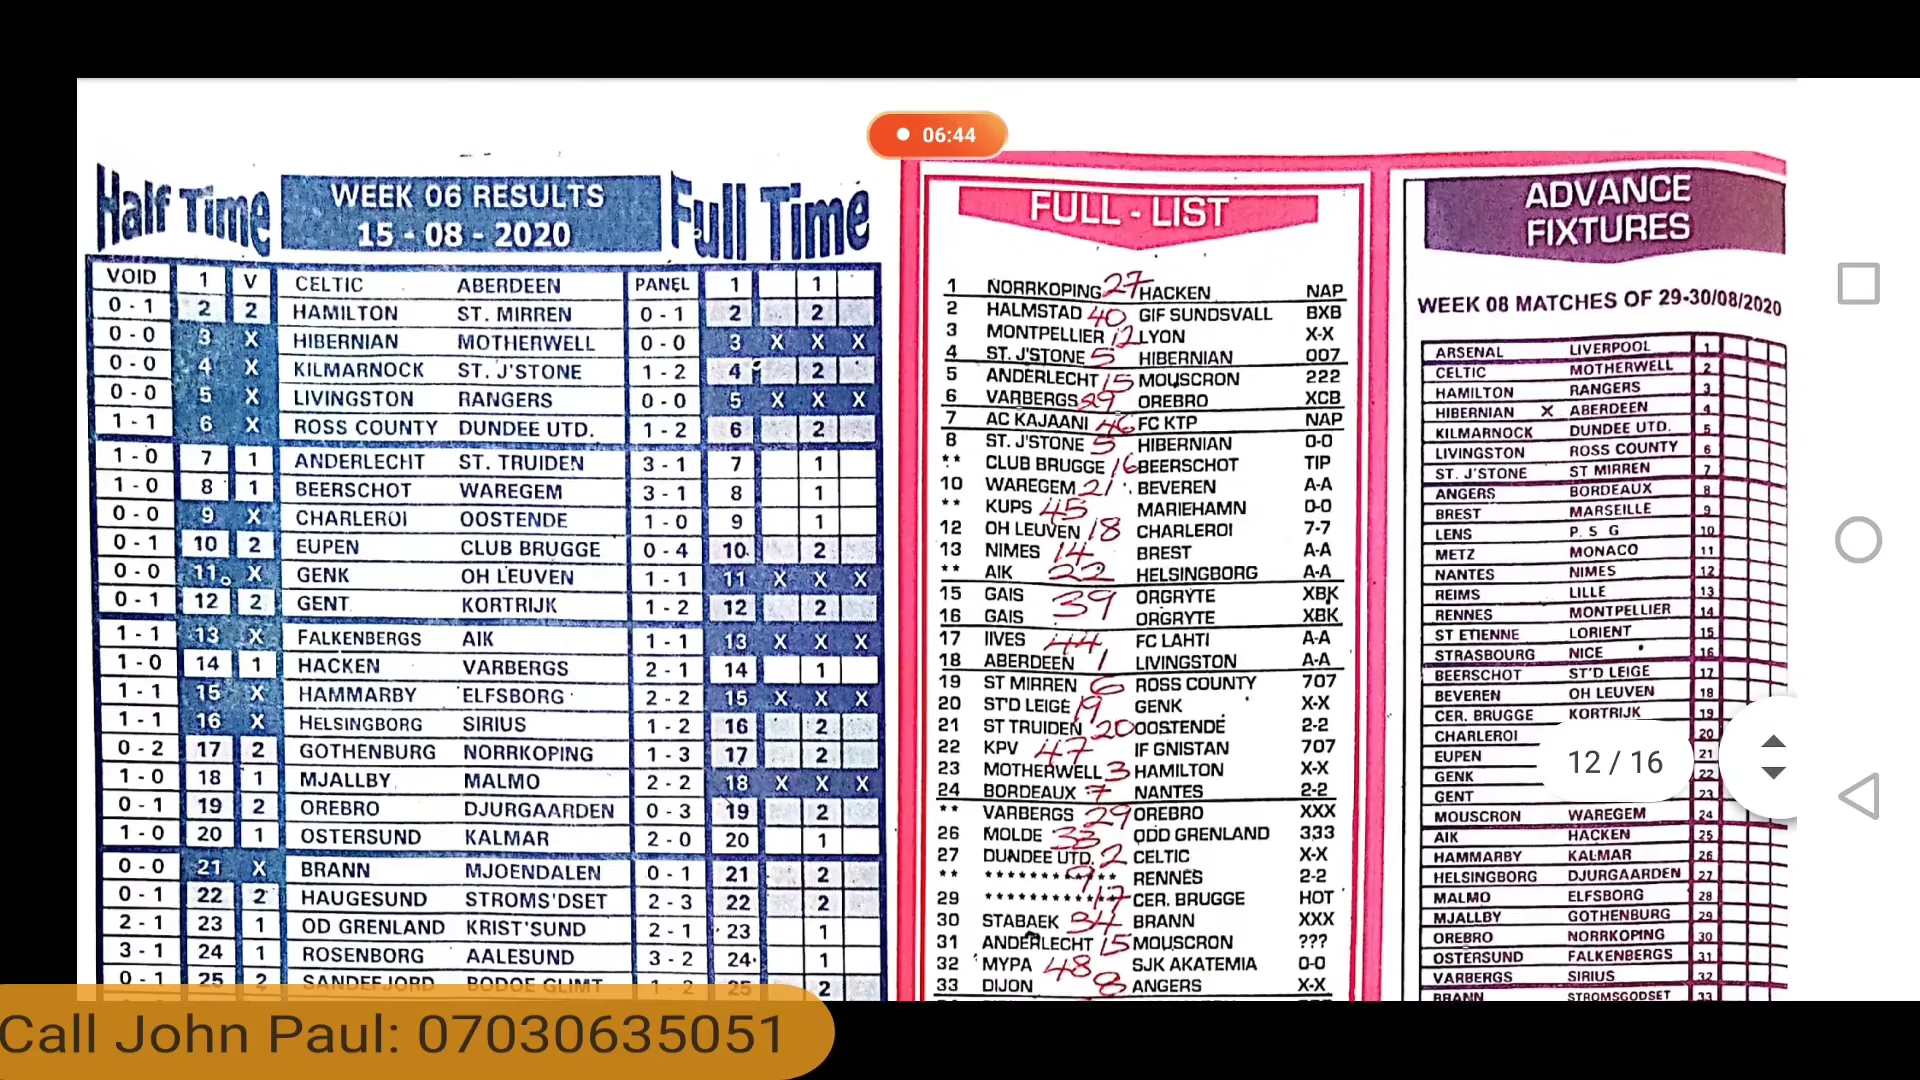 06:44
Half Time
WEEK 06 RESULTS
15 - 08 - 2020
Full Time
VOID 1 V CELTIC ABERDEEN PANEL 1 1
0 - 1 2 2 HAMILTON ST. MIRREN 0 - 1 2 2
0 - 0 3 X HIBERNIAN MOTHERWELL 0 - 0 3 X X X
0 - 0 4 X KILMARNOCK ST. J'STONE 1 - 2 4 2
0 - 0 5 X LIVINGSTON RANGERS 0 - 0 5 X X X
1 - 1 6 X ROSS COUNTY DUNDEE UTD. 1 - 2 6 2
1 - 0 7 1 ANDERLECHT ST. TRUIDEN 3 - 1 7 1
1 - 0 8 1 BEERSCHOT WAREGEM 3 - 1 8 1
0 - 0 9 X CHARLEROI OOSTENDE 1 - 0 9 1
0 - 1 10 2 EUPEN CLUB BRUGGE 0 - 4 10 2
0 - 0 11 X GENK OH LEUVEN 1 - 1 11 X X X
0 - 1 12 2 GENT KORTRIJK 1 - 2 12 2
1 - 1 13 X FALKENBERGS AIK 1 - 1 13 X X X
1 - 0 14 1 HACKEN VARBERGS 2 - 1 14 1
1 - 1 15 X HAMMARBY ELFSBORG 2 - 2 15 X X X
1 - 1 16 X HELSINGBORG SIRIUS 1 - 2 16 2
0 - 2 17 2 GOTHENBURG NORRKOPING 1 - 3 17 2
1 - 0 18 1 MJALLBY MALMO 2 - 2 18 X X X
0 - 1 19 2 OREBRO DJURGAARDEN 0 - 3 19 2
1 - 0 20 1 OSTERSUND KALMAR 2 - 0 20 1
0 - 0 21 X BRANN MJOENDALEN 0 - 1 21 2
0 - 1 22 2 HAUGESUND STROMS'DSET 2 - 3 22 2
2 - 1 23 1 OD GRENLAND KRIST'SUND 2 - 1 23 1
3 - 1 24 1 ROSENBORG AALESUND 3 - 2 24 1
0 - 1 25 2 SANDEFJORD BODOE GLIMT 1 - 2 25 2
FULL - LIST
1 NORRKOPING 27 HACKEN NAP
2 HALMSTAD 40 GIF SUNDSVALL BXB
3 MONTPELLIER 12 LYON X-X
4 ST. J'STONE 5 HIBERNIAN 007
5 ANDERLECHT 15 MOUSCRON 222
6 VARBERGS 29 OREBRO XCB
7 AC KAJAANI 46 FC KTP NAP
8 ST. J'STONE 5 HIBERNIAN 0-0
** CLUB BRUGGE 16 BEERSCHOT TIP
10 WAREGEM 21 BEVEREN A-A
** KUPS 45 MARIEHAMN 0-0
12 OH LEUVEN 18 CHARLEROI 7-7
13 NIMES 14 BREST A-A
** AIK 22 HELSINGBORG A-A
15 GAIS 39 ORGRYTE XBK
16 GAIS ORGRYTE XBK
17 IIVES 44 FC LAHTI A-A
18 ABERDEEN 1 LIVINGSTON A-A
19 ST MIRREN 6 ROSS COUNTY 707
20 ST'D LEIGE 19 GENK X-X
21 ST TRUIDEN 20 OOSTENDE 2-2
22 KPV 47 IF GNISTAN 707
23 MOTHERWELL 3 HAMILTON X-X
24 BORDEAUX 7 NANTES 2-2
** VARBERGS 29 OREBRO XXX
26 MOLDE 33 ODD GRENLAND 333
27 DUNDEE UTD. 2 CELTIC X-X
** *********** 9 RENNES 2-2
29 *********** 17 CER. BRUGGE HOT
30 STABAEK 34 BRANN XXX
31 ANDERLECHT 15 MOUSCRON ???
32 MYPA 48 SJK AKATEMIA 0-0
33 DIJON 8 ANGERS X-X
ADVANCE
FIXTURES
WEEK 08 MATCHES OF 29-30/08/2020
ARSENAL LIVERPOOL 1
CELTIC MOTHERWELL 2
HAMILTON RANGERS 3
HIBERNIAN X ABERDEEN 4
KILMARNOCK DUNDEE UTD. 5
LIVINGSTON ROSS COUNTY 6
ST. J'STONE ST MIRREN 7
ANGERS BORDEAUX 8
BREST MARSEILLE 9
LENS P. S G 10
METZ MONACO 11
NANTES NIMES 12
REIMS LILLE 13
RENNES MONTPELLIER 14
ST ETIENNE LORIENT 15
STRASBOURG NICE 16
BEERSCHOT ST'D LEIGE 17
BEVEREN OH LEUVEN 18
CER. BRUGGE KORTRIJK 19
CHARLEROI 20
EUPEN 21
GENK 22
GENT 23
MOUSCRON WAREGEM 24
AIK HACKEN 25
HAMMARBY KALMAR 26
HELSINGBORG DJURGAARDEN 27
MALMO ELFSBORG 28
MJALLBY GOTHENBURG 29
OREBRO NORRKOPING 30
OSTERSUND FALKENBERGS 31
VARBERGS SIRIUS 32
BRANN STROMSGODSET 33
12 / 16
Call John Paul: 07030635051